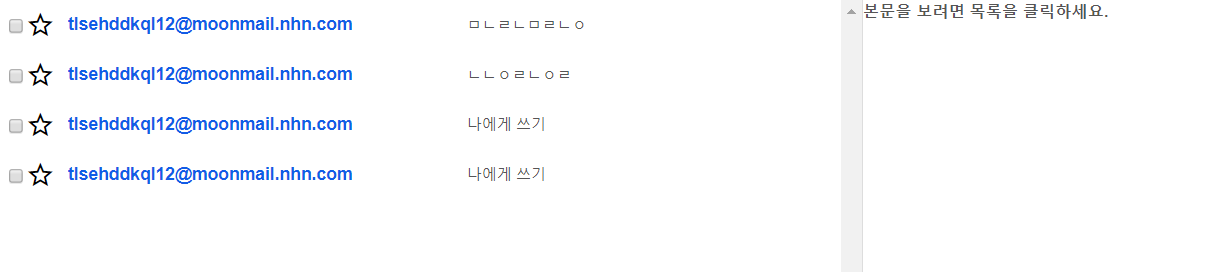 tlsehddkql12@moonmail.nhn.com ㅁㄴㄹㄴㅁㄹㄴㅇ
tlsehddkql12@moonmail.nhn.com ㄴㄴㅇㄹㄴㅇㄹ
tlsehddkql12@moonmail.nhn.com 나에게 쓰기
tlsehddkql12@moonmail.nhn.com 나에게 쓰기
본문을 보려면 목록을 클릭하세요.